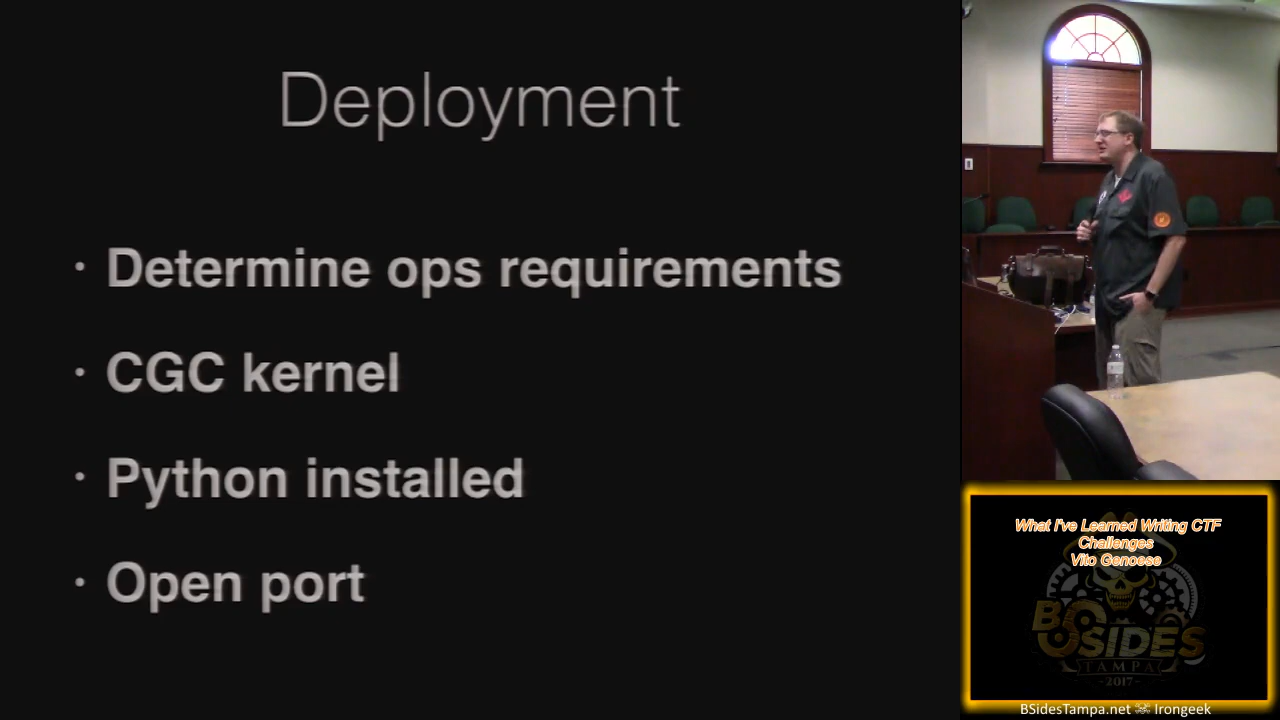 Deployment
· Determine ops requirements
· CGC kernel
· Python installed
· Open port
What I've Learned Writing CTF
Challenges
Vito Genoese
BSIDES
TAMPA
-2017-
BSidesTampa.net ☠ Irongeek